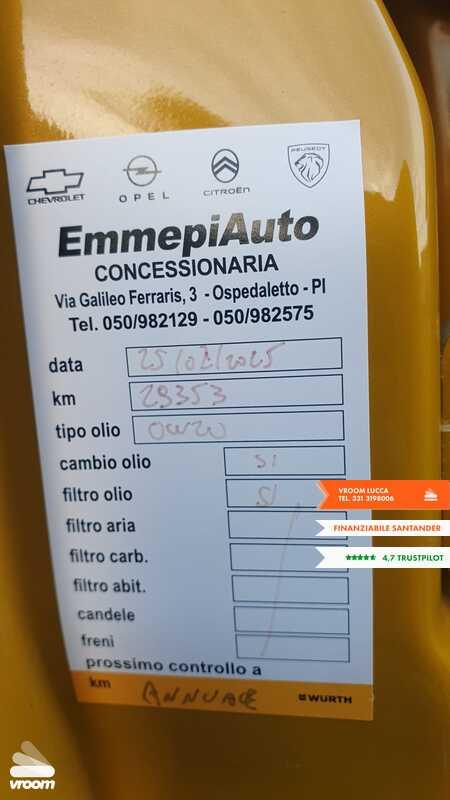 CHEVROLET OPEL CITROËN PEUGEOT
EmmepiAuto
CONCESSIONARIA
Via Galileo Ferraris, 3 - Ospedaletto - PI
Tel. 050/982129 - 050/982575
data 25/02/2025
km 29353
tipo olio 0W20
cambio olio SI
filtro olio SI
filtro aria
filtro carb.
filtro abit.
candele
freni
prossimo controllo a
km ANNUALE WÜRTH
VROOM LUCCA
TEL. 331 3198006
FINANZIABILE SANTANDER
4,7 TRUSTPILOT
vroom